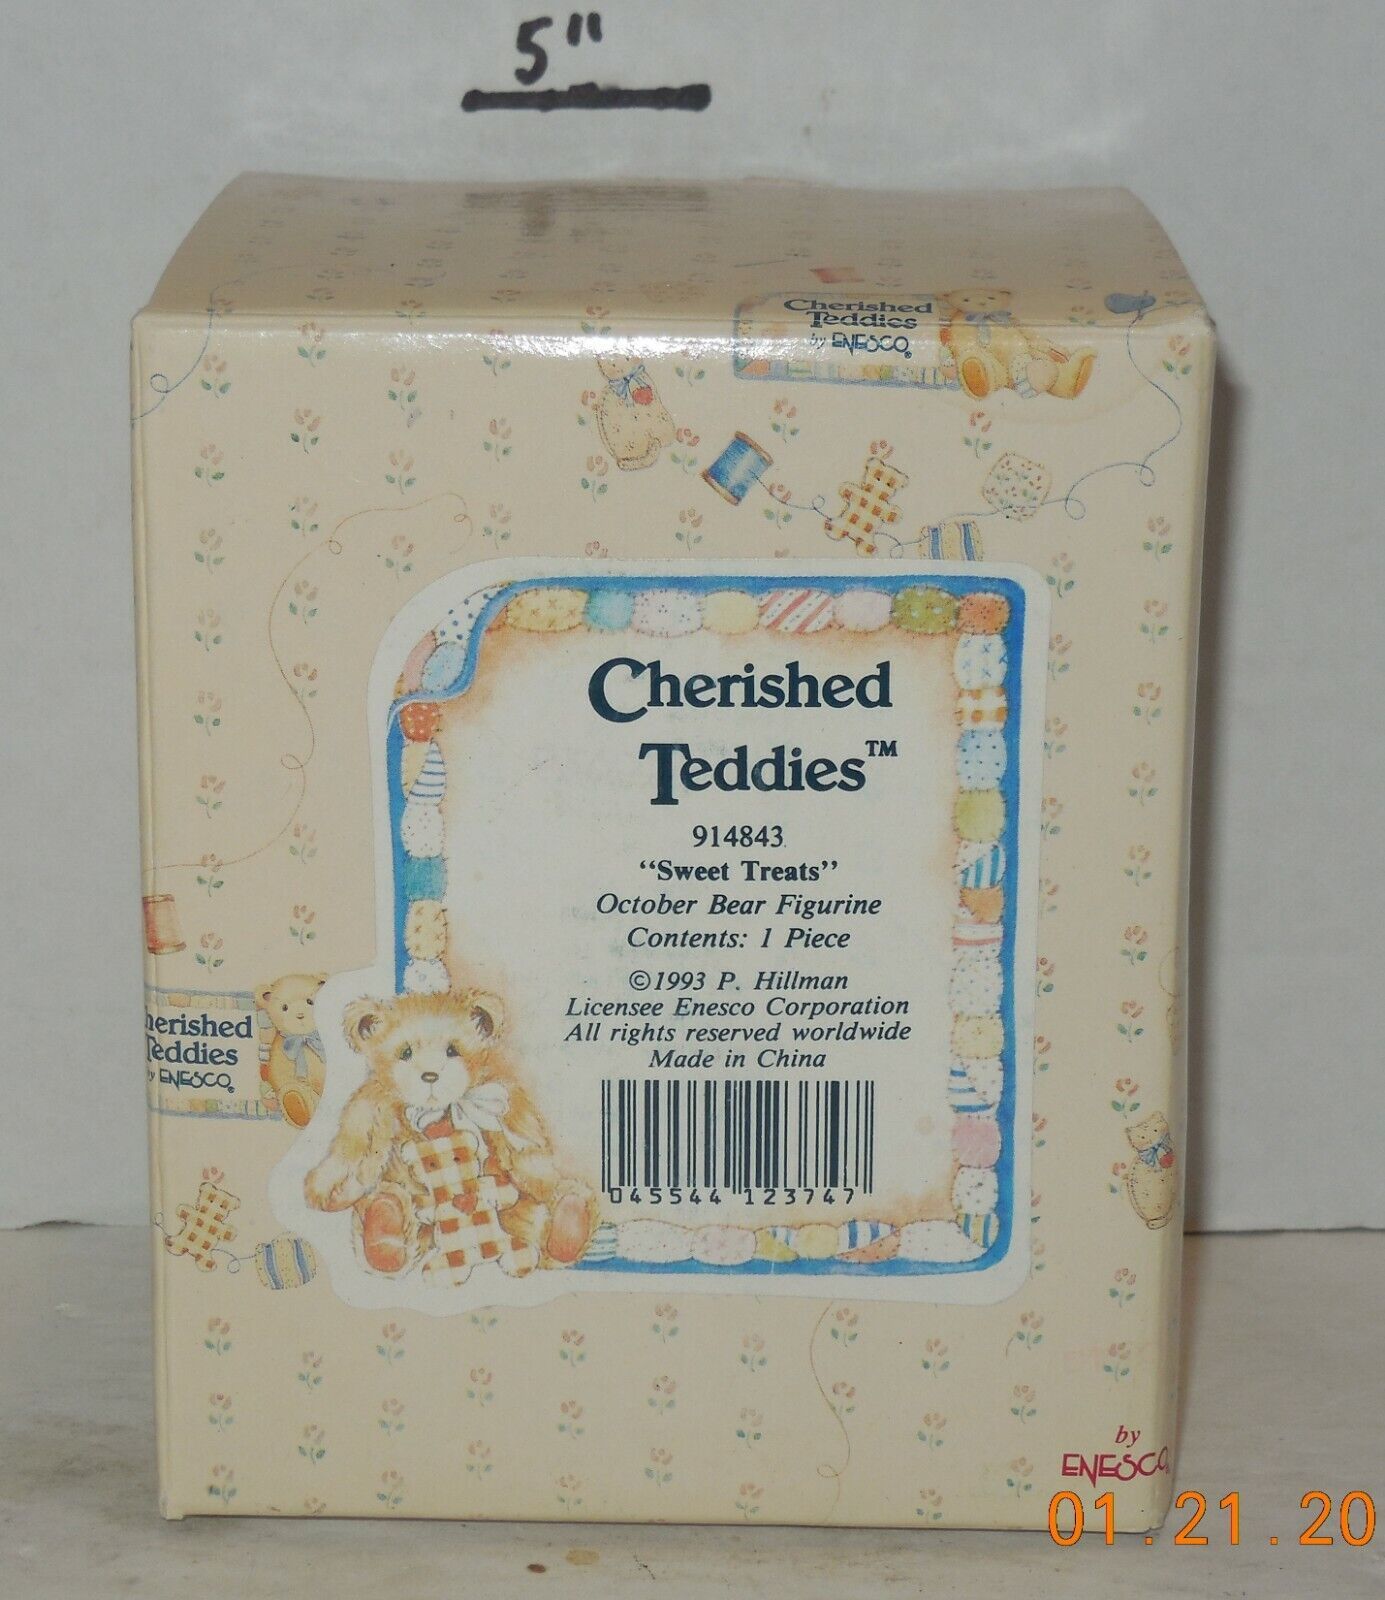 5"
Cherished
Teddies
by ENESCO®
Cherished
Teddies™
914843
"Sweet Treats"
October Bear Figurine
Contents: 1 Piece
©1993 P. Hillman
Licensee Enesco Corporation
All rights reserved worldwide
Made in China
045544 123747
herished
Teddies
by ENESCO®
by
ENESCO®
01.21.20